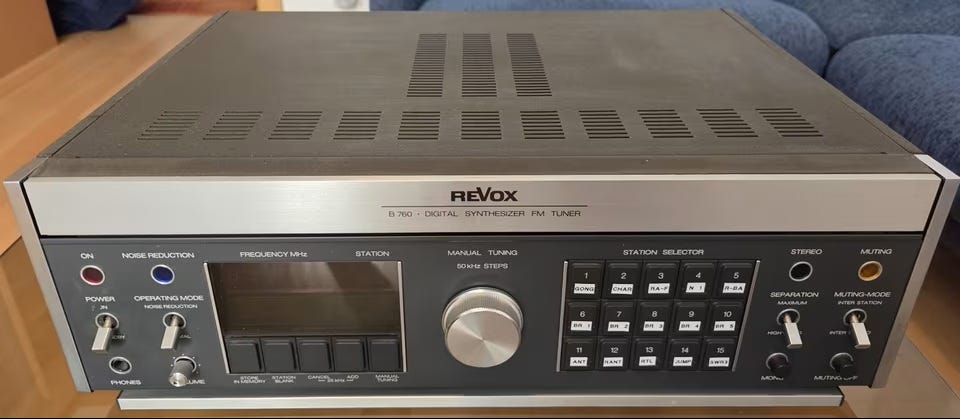 REVOX
B 760 · DIGITAL SYNTHESIZER FM TUNER
ON
NOISE REDUCTION
FREQUENCY MHz
STATION
MANUAL TUNING
50 kHz STEPS
STATION SELECTOR
STEREO
MUTING
1 2 3 4 5
GONG CHAR RA-F N 1 R-BA
POWER
OPERATING MODE
NOISE REDUCTION
SEPARATION
MAXIMUM
MUTING-MODE
INTER STATION
6 7 8 9 10
BR 1 BR 2 BR 3 BR 4 BR 5
11 12 13 14 15
ANT RANT RTL JUMP SWR3
STORE IN MEMORY
STATION BLANK
CANCEL
ADD
25 kHz
MANUAL TUNING
PHONES
MONO
MUTING OFF